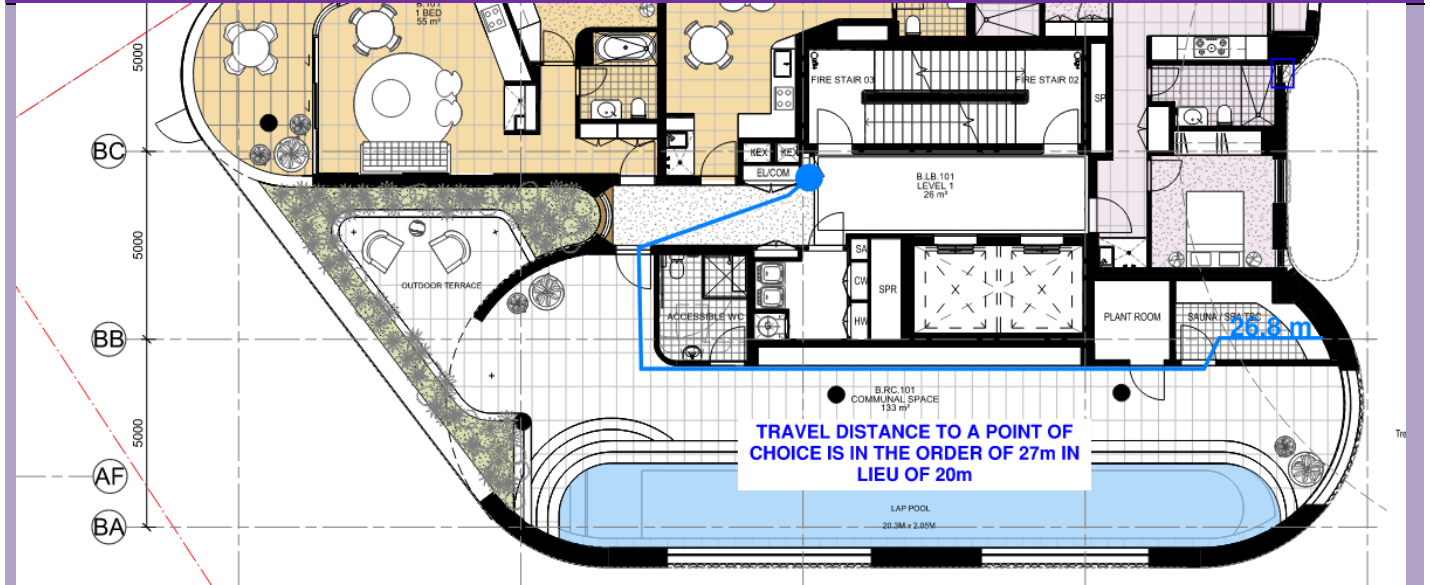 B.101
1 BED
55 m²
5000
FIRE STAIR 03
FIRE STAIR 02
SP
BC
KEX
KEX
EL/COM
B.LB.101
LEVEL 1
26 m²
5000
SA
CW
HW
SPR
OUTDOOR TERRACE
ACCESSIBLE WC
PLANT ROOM
SAUNA / SPA TBC
26.8 m
BB
B.RC.101
COMMUNAL SPACE
133 m²
5000
TRAVEL DISTANCE TO A POINT OF
CHOICE IS IN THE ORDER OF 27m IN
LIEU OF 20m
Tre
AF
LAP POOL
20.3M x 2.05M
BA